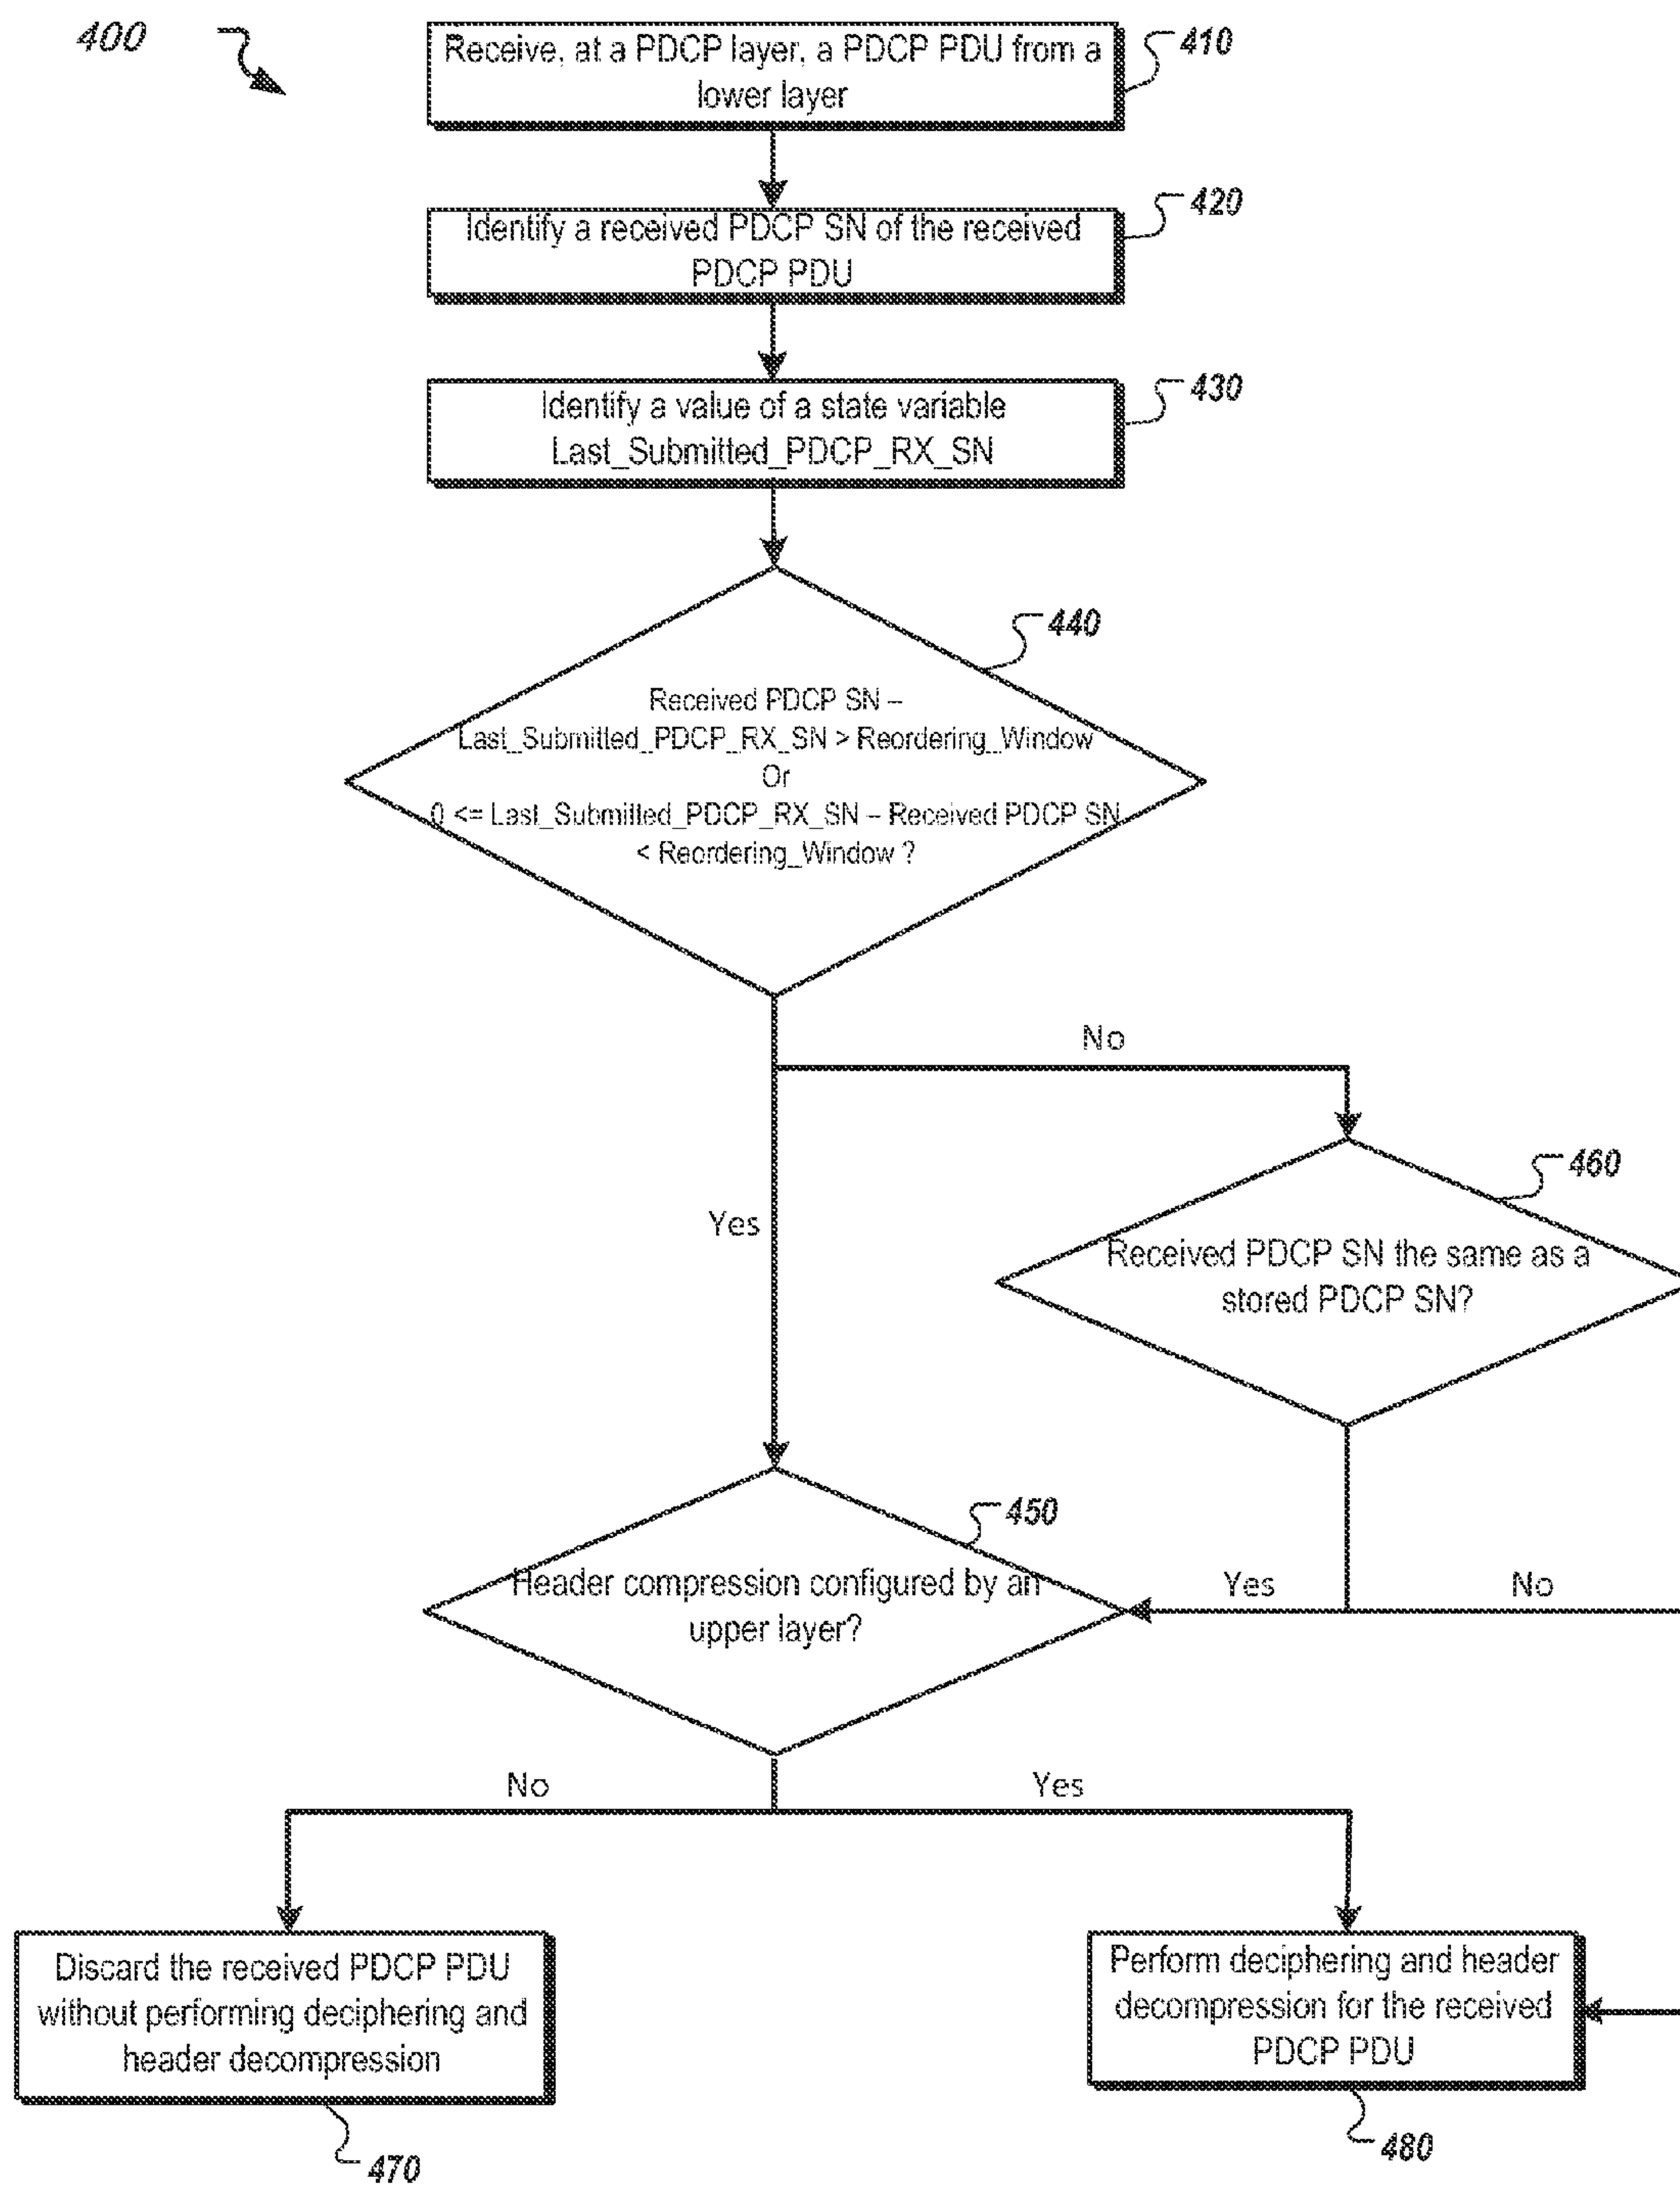 400
Receive, at a PDCP layer, a PDCP PDU from a
lower layer
410
Identify a received PDCP SN of the received
PDCP PDU
420
Identify a value of a state variable
Last_Submitted_PDCP_RX_SN
430
440
Received PDCP SN –
Last_Submitted_PDCP_RX_SN > Reordering_Window
Or
0 <= Last_Submitted_PDCP_RX_SN – Received PDCP SN
< Reordering_Window ?
No
Yes
460
Received PDCP SN the same as a
stored PDCP SN?
450
Header compression configured by an
upper layer?
Yes
No
No
Yes
Discard the received PDCP PDU
without performing deciphering and
header decompression
470
Perform deciphering and header
decompression for the received
PDCP PDU
480